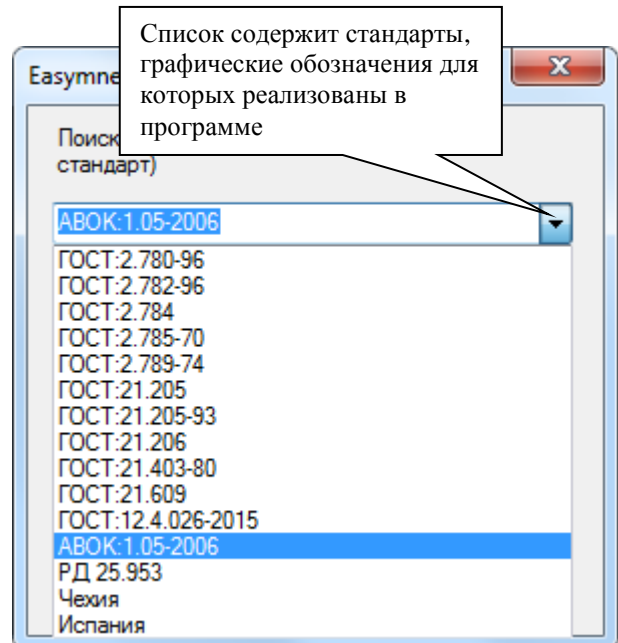 Список содержит стандарты,
графические обозначения для
которых реализованы в
программе
Easymne
Поиск
стандарт)
АВОК:1.05-2006
ГОСТ:2.780-96
ГОСТ:2.782-96
ГОСТ:2.784
ГОСТ:2.785-70
ГОСТ:2.789-74
ГОСТ:21.205
ГОСТ:21.205-93
ГОСТ:21.206
ГОСТ:21.403-80
ГОСТ:21.609
ГОСТ:12.4.026-2015
АВОК:1.05-2006
РД 25.953
Чехия
Испания